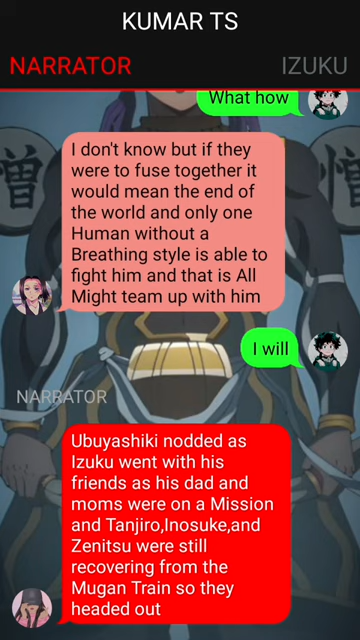 KUMAR TS
NARRATOR
IZUKU
What how
憎
憎
I don't know but if they
were to fuse together it
would mean the end of
the world and only one
Human without a
Breathing style is able to
fight him and that is All
Might team up with him
I will
NARRATOR
Ubuyashiki nodded as
Izuku went with his
friends as his dad and
moms were on a Mission
and Tanjiro,Inosuke,and
Zenitsu were still
recovering from the
Mugan Train so they
headed out